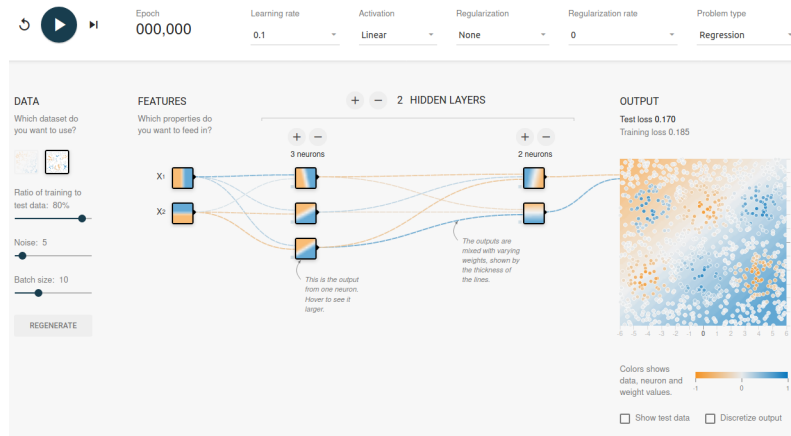 Epoch
000,000
Learning rate
0.1
Activation
Linear
Regularization
None
Regularization rate
0
Problem type
Regression
DATA
Which dataset do
you want to use?
Ratio of training to
test data: 80%
Noise: 5
Batch size: 10
REGENERATE
FEATURES
Which properties do
you want to feed in?
X1
X2
+ − 2 HIDDEN LAYERS
+ −
3 neurons
+ −
2 neurons
This is the output
from one neuron.
Hover to see it
larger.
The outputs are
mixed with varying
weights, shown by
the thickness of
the lines.
OUTPUT
Test loss 0.170
Training loss 0.185
-6 -5 -4 -3 -2 -1 0 1 2 3 4 5 6
Colors shows
data, neuron and
weight values.
-1 0 1
Show test data
Discretize output